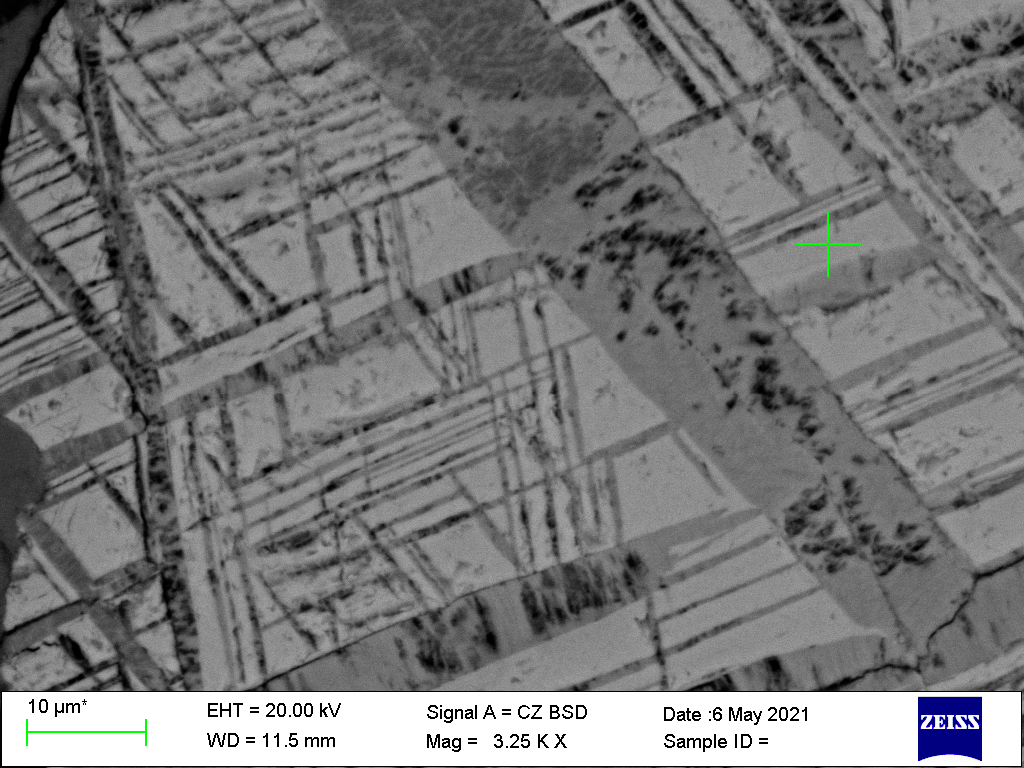 10 µm*
EHT = 20.00 kV
Signal A = CZ BSD
Date :6 May 2021
ZEISS
WD = 11.5 mm
Mag = 3.25 K X
Sample ID =